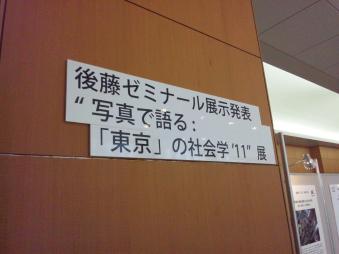 後藤ゼミナール展示発表
“写真で語る:
「東京」の社会学'11”展